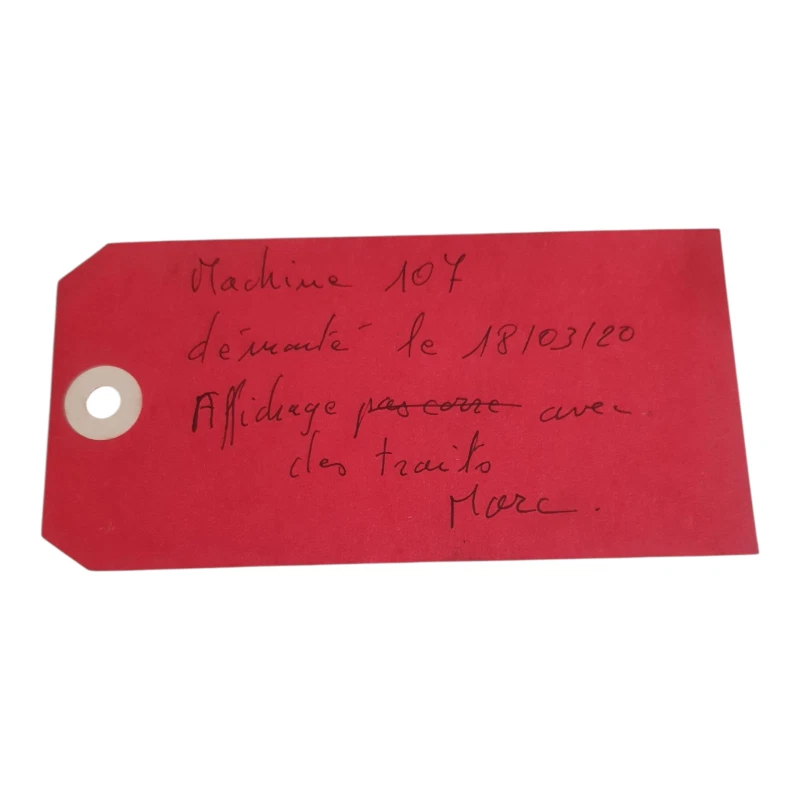 Machine 107
démonté le 18/03/20
Affichage pas corre avec
des traits
Marc.